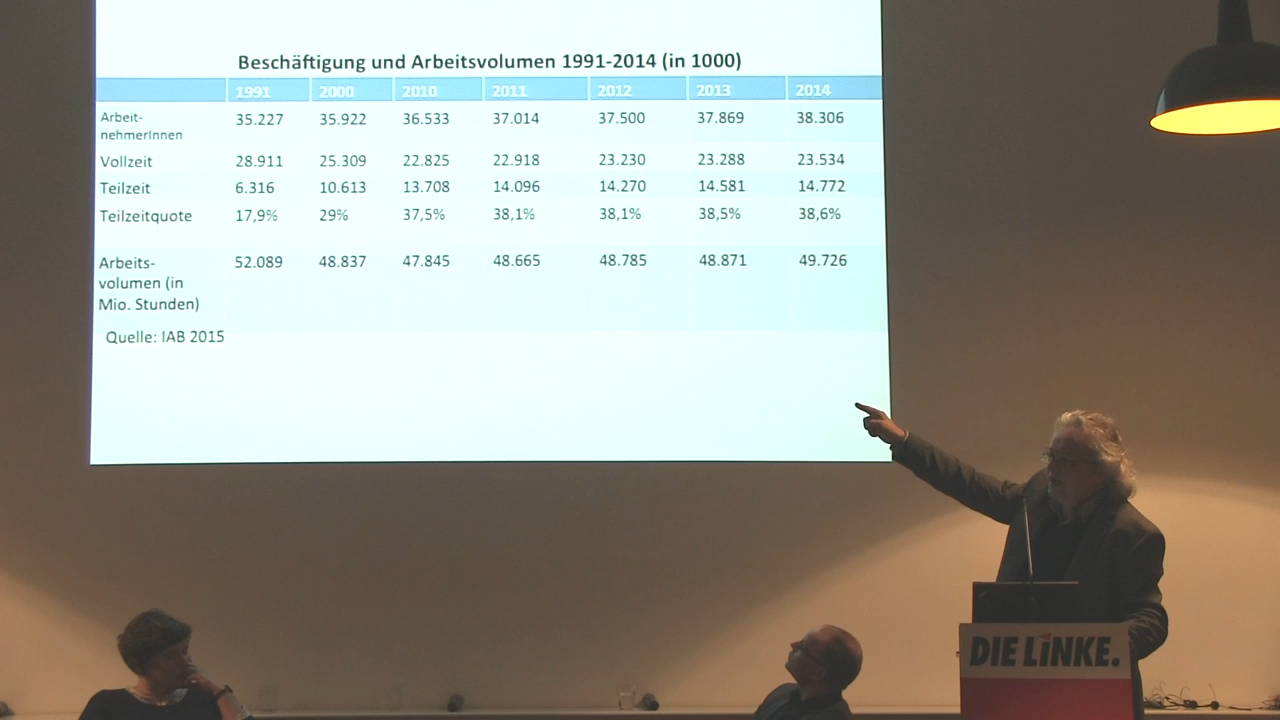 Beschäftigung und Arbeitsvolumen 1991-2014 (in 1000)
1991 2000 2010 2011 2012 2013 2014
Arbeit-
nehmerInnen 35.227 35.922 36.533 37.014 37.500 37.869 38.306
Vollzeit 28.911 25.309 22.825 22.918 23.230 23.288 23.534
Teilzeit 6.316 10.613 13.708 14.096 14.270 14.581 14.772
Teilzeitquote 17,9% 29% 37,5% 38,1% 38,1% 38,5% 38,6%
Arbeits- 52.089 48.837 47.845 48.665 48.785 48.871 49.726
volumen (in
Mio. Stunden)
Quelle: IAB 2015
DIE LINKE.